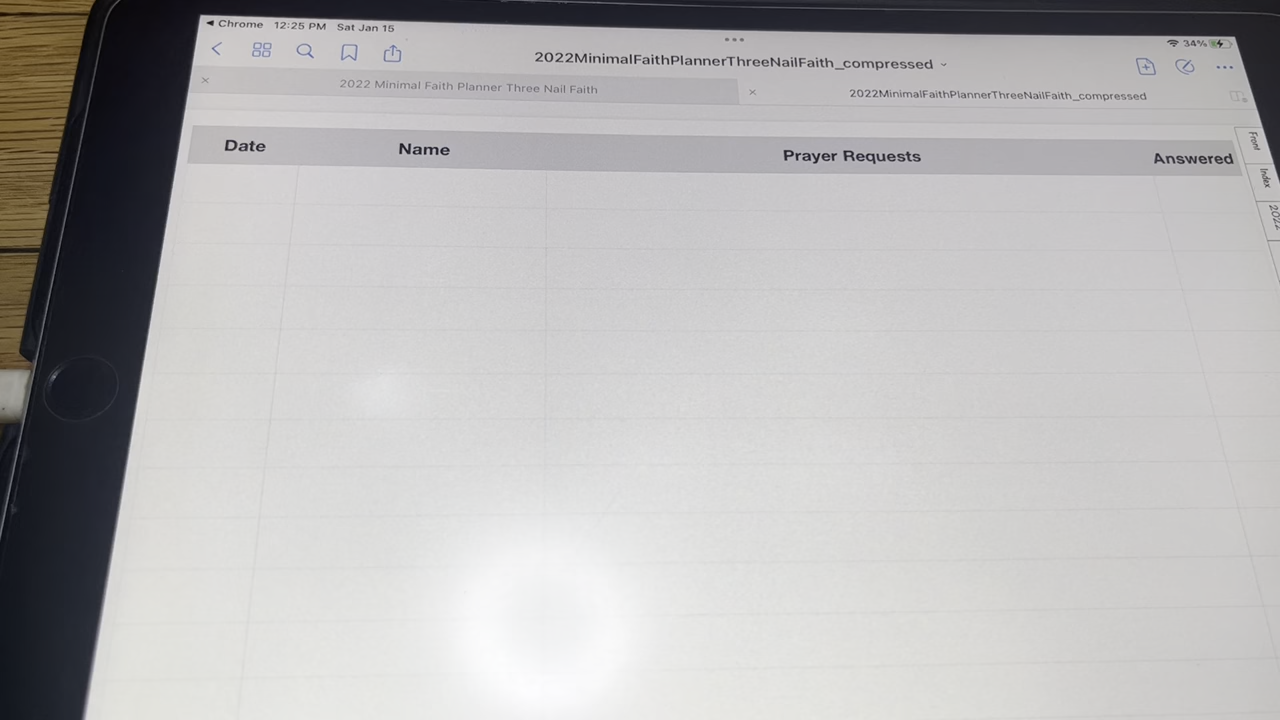 ◀ Chrome 12:25 PM Sat Jan 15
34%
2022MinimalFaithPlannerThreeNailFaith_compressed
2022 Minimal Faith Planner Three Nail Faith
2022MinimalFaithPlannerThreeNailFaith_compressed
Date Name Prayer Requests Answered
Front
Index
2022